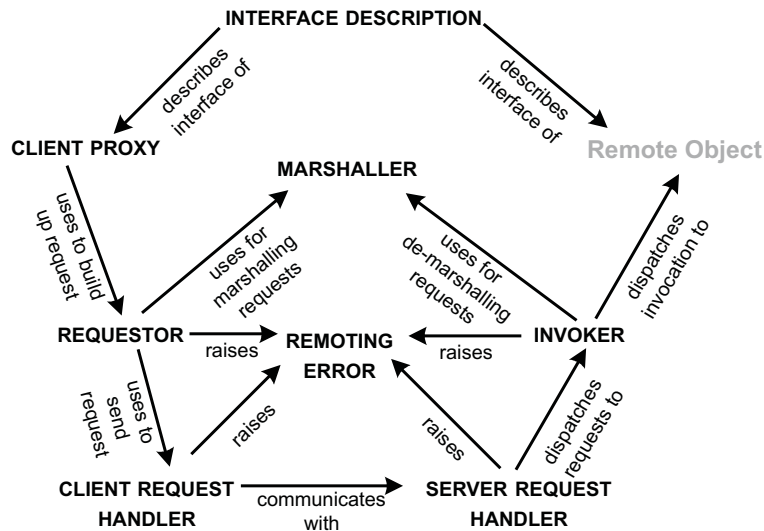 INTERFACE DESCRIPTION
describes
interface of
describes
interface of
CLIENT PROXY
Remote Object
MARSHALLER
uses to build
up request
uses for
marshalling
requests
uses for
de-marshalling
requests
dispatches
invocation to
REQUESTOR
raises
REMOTING
ERROR
raises
INVOKER
uses to
send
request
raises
raises
dispatches
requests to
CLIENT REQUEST
HANDLER
communicates
with
SERVER REQUEST
HANDLER